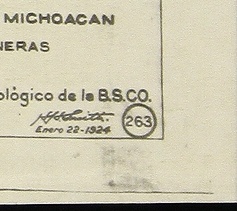 MICHOACAN
NERAS
ológico de la B.S.CO.
Enero 22-1924
263